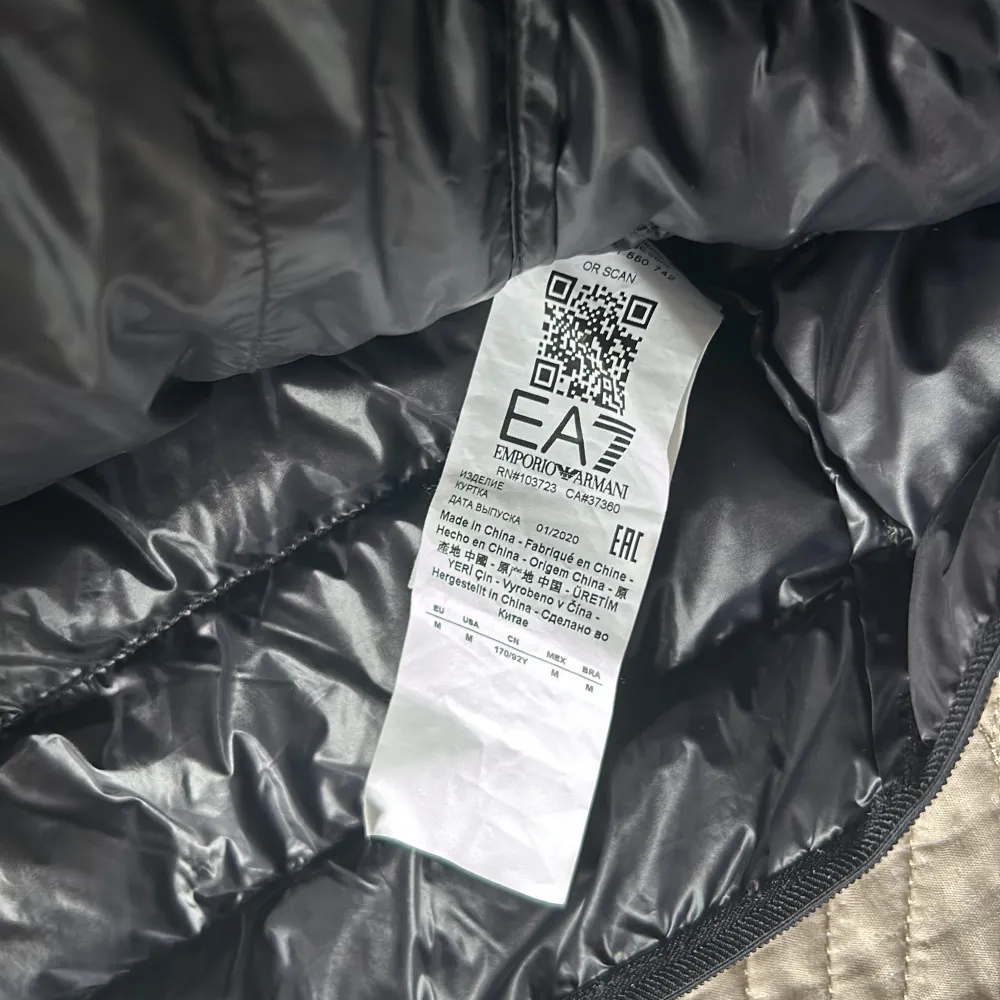 OR SCAN
EA7
EMPORIO ARMANI
RN#103723 CA#37360
ИЗДЕЛИЕ
КУРТКА
ДАТА ВЫПУСКА 01/2020
EAC
Made in China - Fabriqué en Chine -
Hecho en China - Origem China - 原
產地 中國 - 原产地 中国 - ÜRETİM
YERİ Çin - Vyrobeno v Čína -
Hergestellt in China - Сделано во
Китае
EU USA CN MEX BRA
M M 170/92Y M M